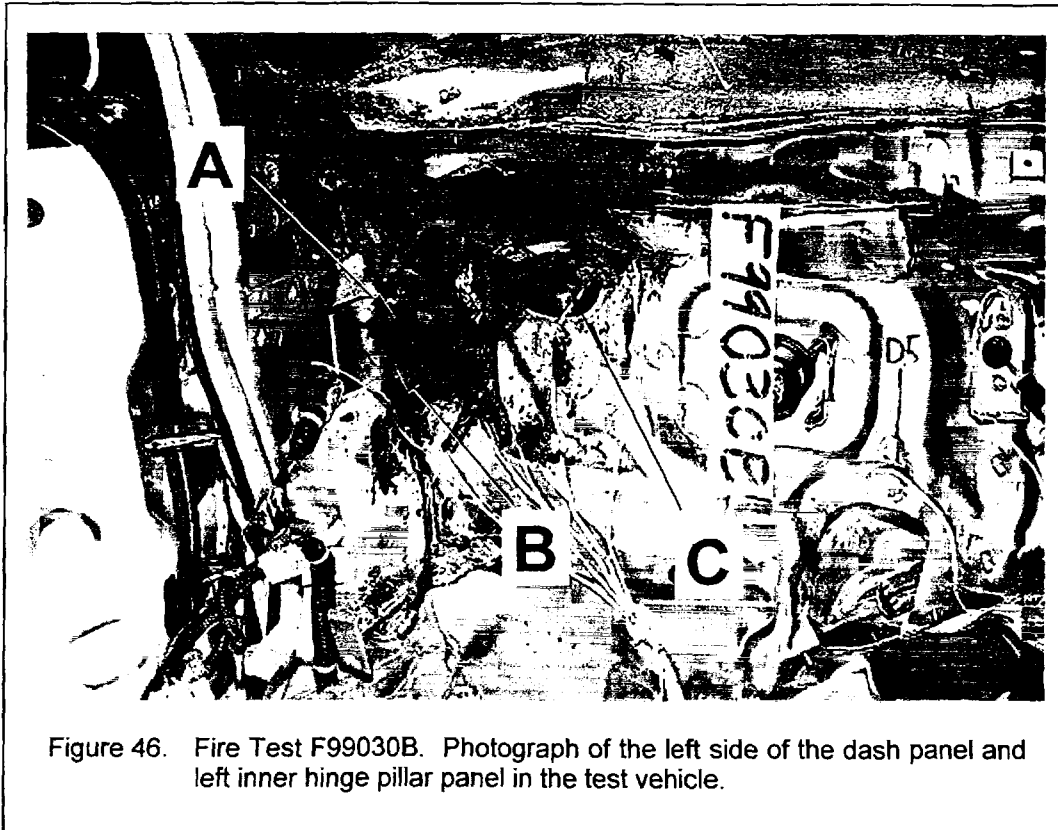 A
F99030B
D5
B
C
Figure 46. Fire Test F99030B. Photograph of the left side of the dash panel and
left inner hinge pillar panel in the test vehicle.